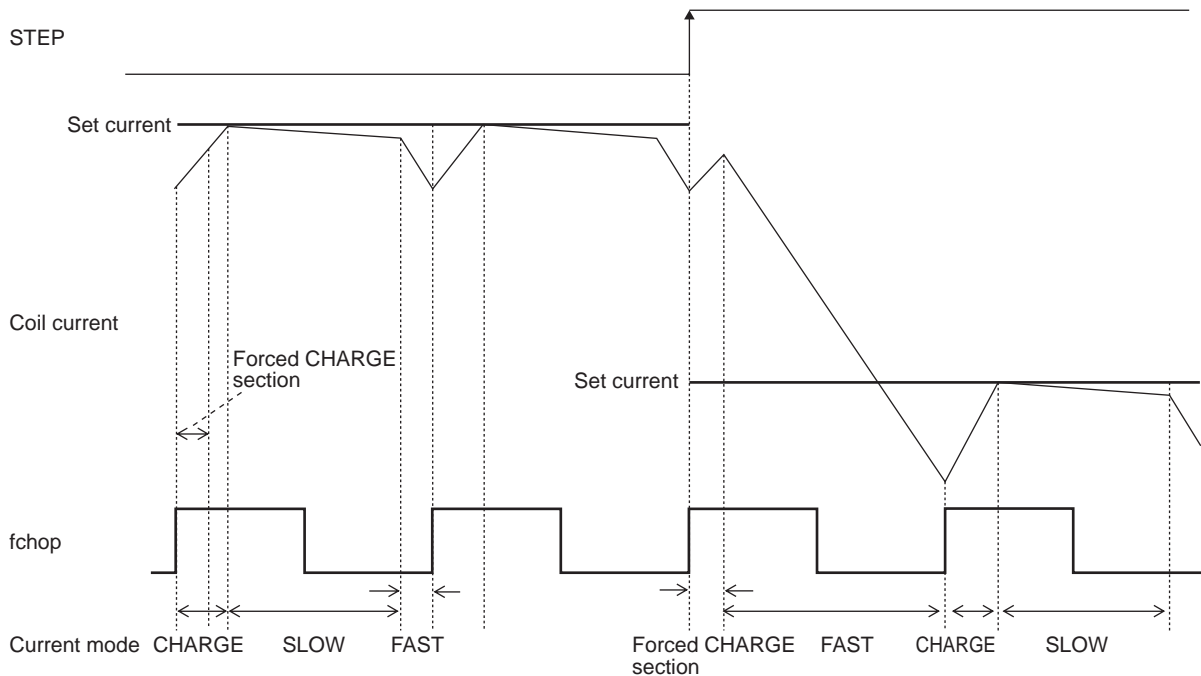 STEP
Set current
Coil current
Forced CHARGE
section
Set current
fchop
Current mode CHARGE SLOW FAST Forced CHARGE FAST CHARGE SLOW
section